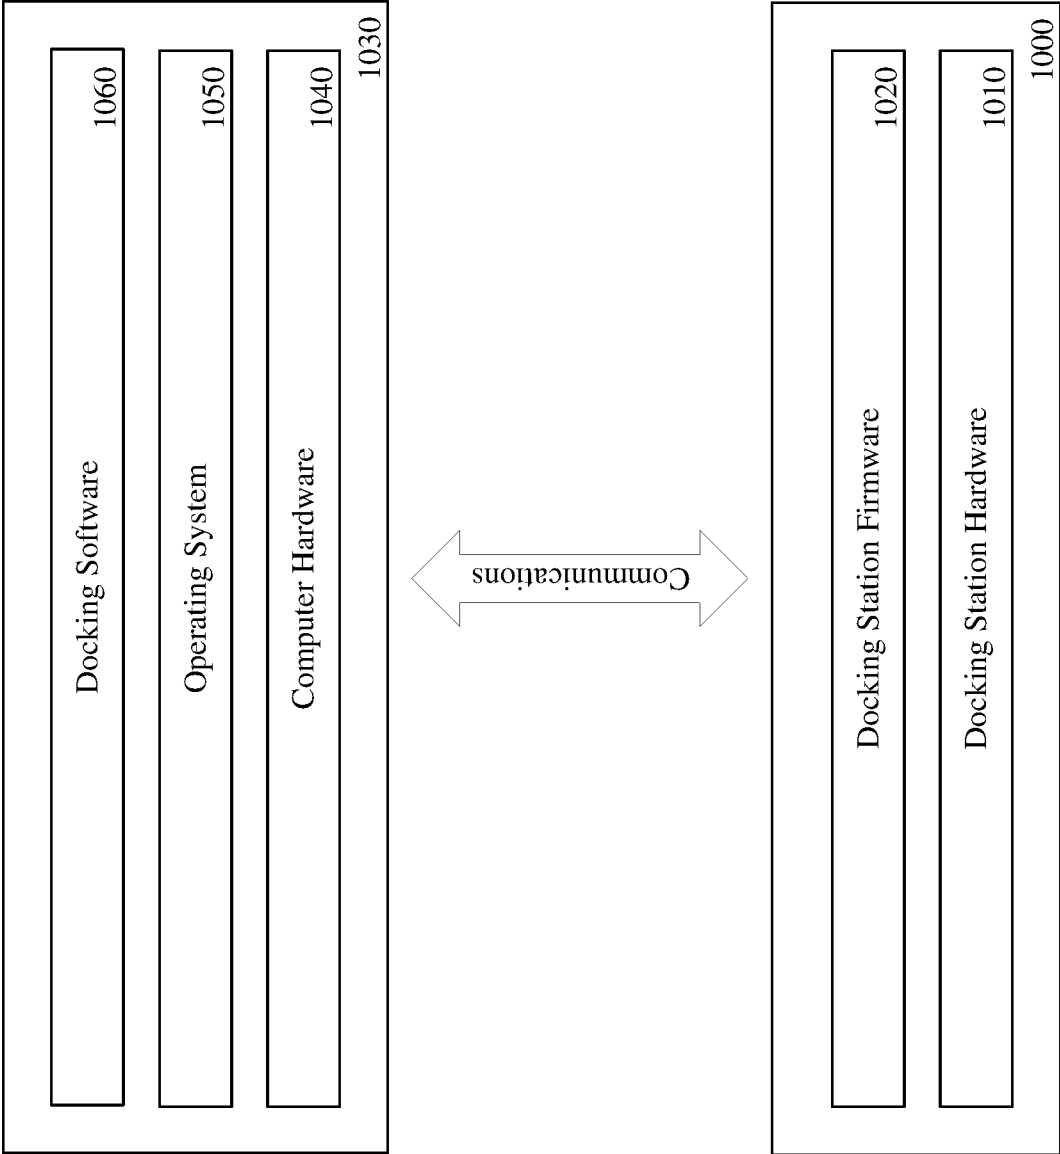 Docking Software
1060
Operating System
1050
Computer Hardware
1040
1030
Communications
Docking Station Firmware
1020
Docking Station Hardware
1010
1000